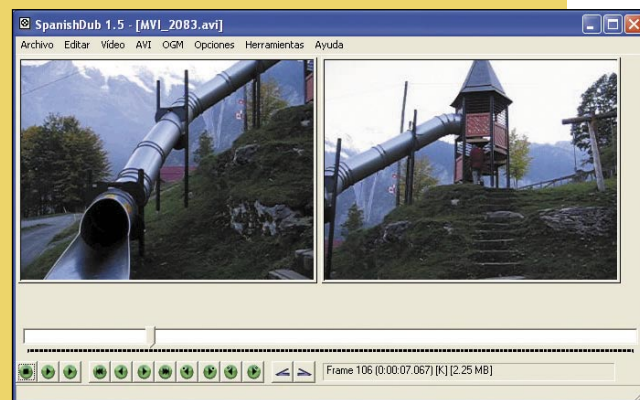 SpanishDub 1.5 - [MVI_2083.avi]
Archivo Editar Vídeo AVI OGM Opciones Herramientas Ayuda
Frame 106 (0:00:07.067) [K] [2.25 MB]